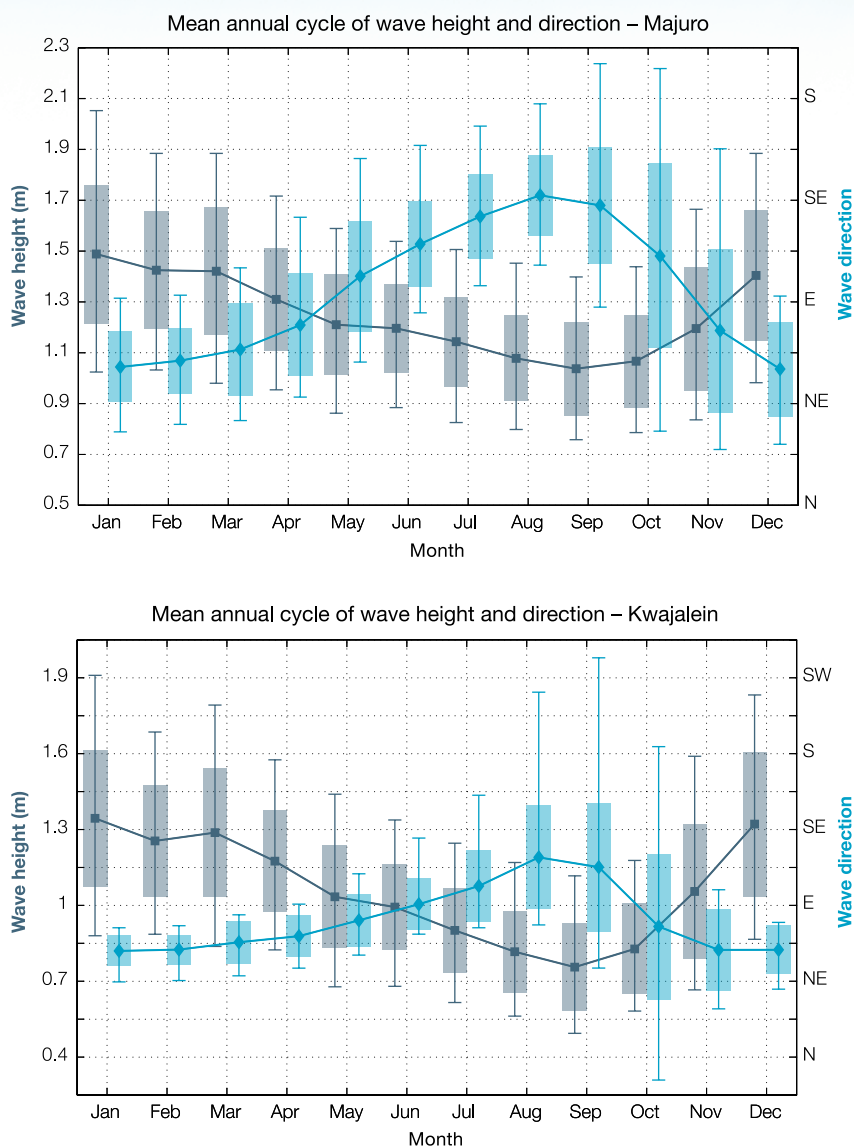 Mean annual cycle of wave height and direction – Majuro
Wave height (m)
2.3
2.1
1.9
1.7
1.5
1.3
1.1
0.9
0.7
0.5
S
SE
E
NE
N
Wave direction
Jan Feb Mar Apr May Jun Jul Aug Sep Oct Nov Dec
Month
Mean annual cycle of wave height and direction – Kwajalein
Wave height (m)
1.9
1.6
1.3
1
0.7
0.4
SW
S
SE
E
NE
N
Wave direction
Jan Feb Mar Apr May Jun Jul Aug Sep Oct Nov Dec
Month